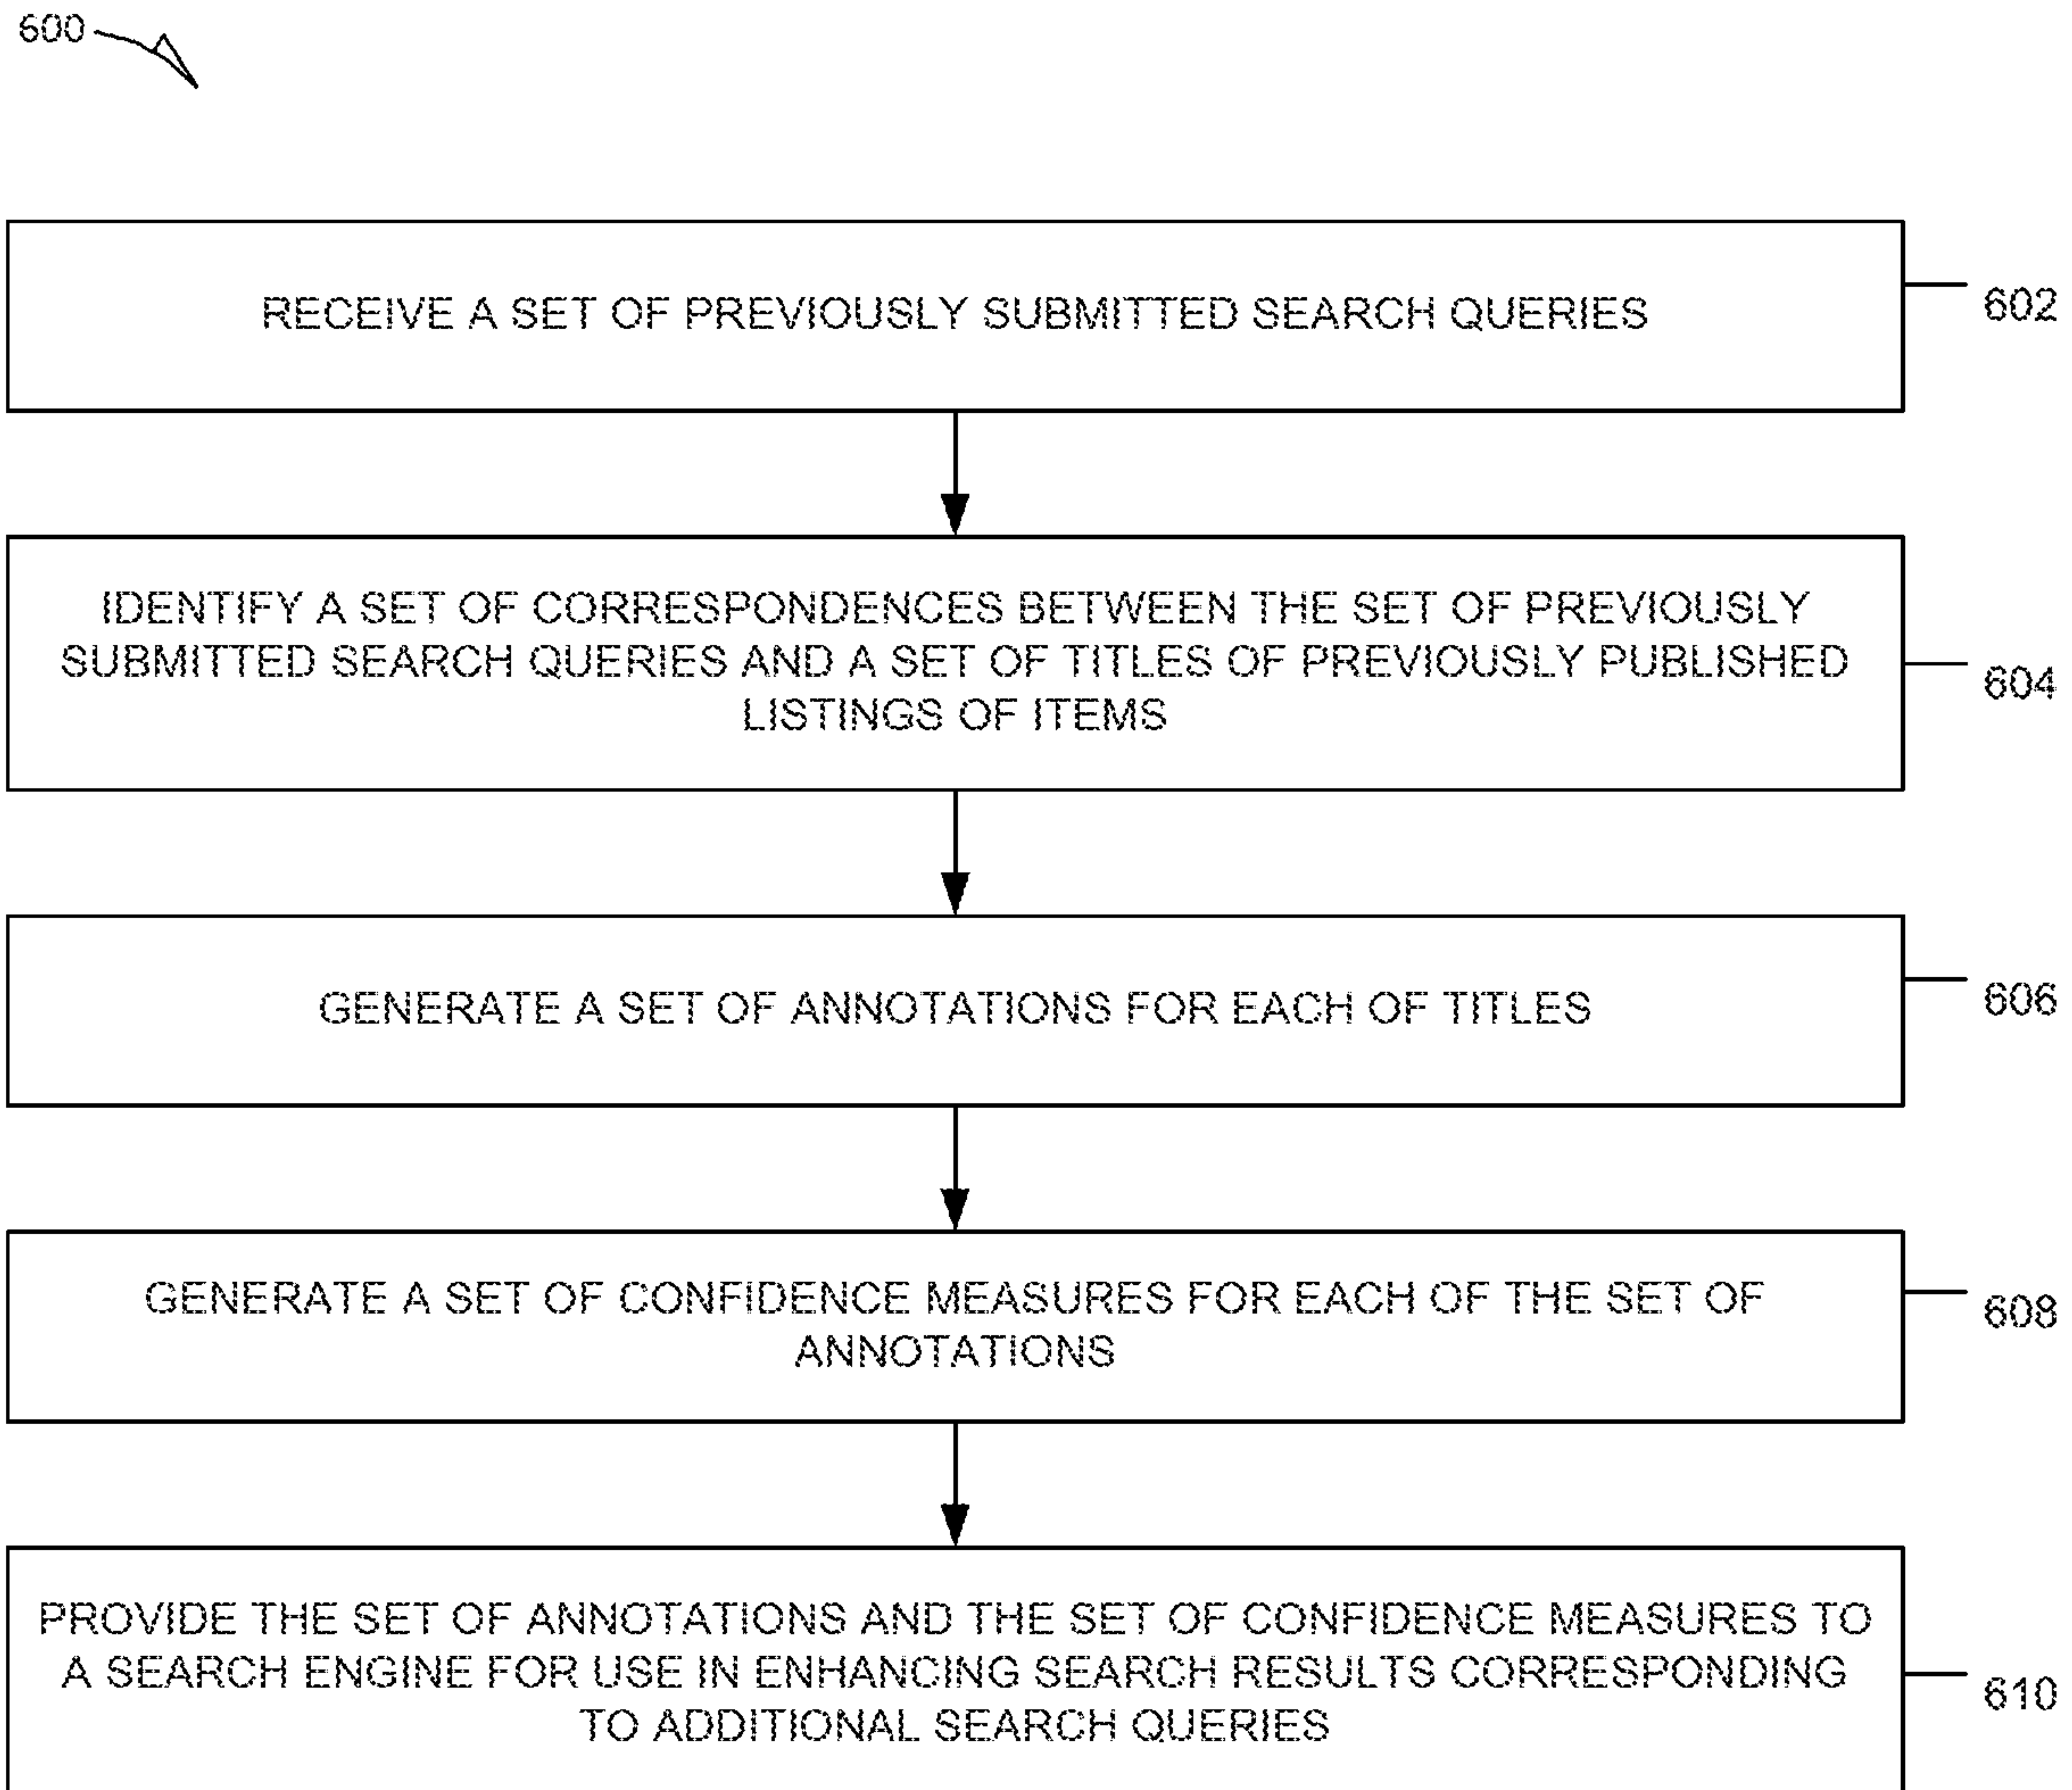 600
RECEIVE A SET OF PREVIOUSLY SUBMITTED SEARCH QUERIES
602
IDENTIFY A SET OF CORRESPONDENCES BETWEEN THE SET OF PREVIOUSLY
SUBMITTED SEARCH QUERIES AND A SET OF TITLES OF PREVIOUSLY PUBLISHED
LISTINGS OF ITEMS
604
GENERATE A SET OF ANNOTATIONS FOR EACH OF TITLES
606
GENERATE A SET OF CONFIDENCE MEASURES FOR EACH OF THE SET OF
ANNOTATIONS
608
PROVIDE THE SET OF ANNOTATIONS AND THE SET OF CONFIDENCE MEASURES TO
A SEARCH ENGINE FOR USE IN ENHANCING SEARCH RESULTS CORRESPONDING
TO ADDITIONAL SEARCH QUERIES
610